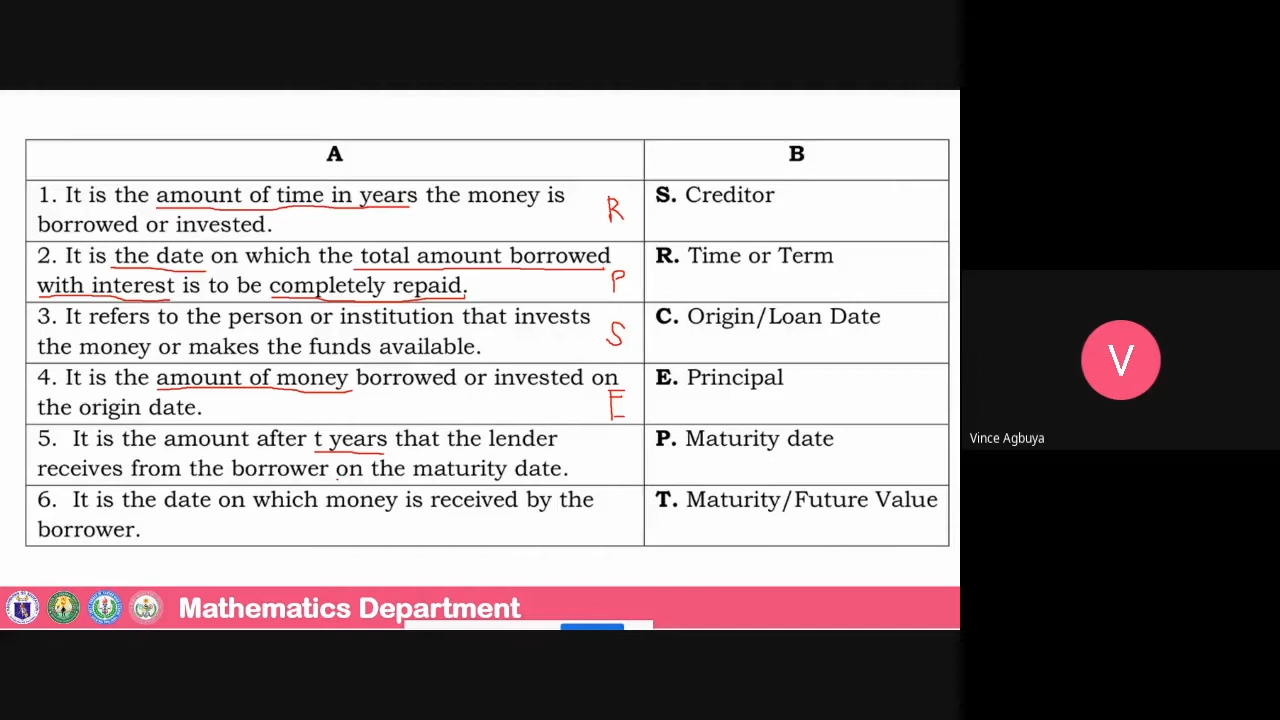 A
B
1. It is the amount of time in years the money is
borrowed or invested.
R
S. Creditor
2. It is the date on which the total amount borrowed
with interest is to be completely repaid.
P
R. Time or Term
3. It refers to the person or institution that invests
the money or makes the funds available.
S
C. Origin/Loan Date
4. It is the amount of money borrowed or invested on
the origin date.
E
E. Principal
5. It is the amount after t years that the lender
receives from the borrower on the maturity date.
P. Maturity date
6. It is the date on which money is received by the
borrower.
T. Maturity/Future Value
Mathematics Department
V
Vince Agbuya